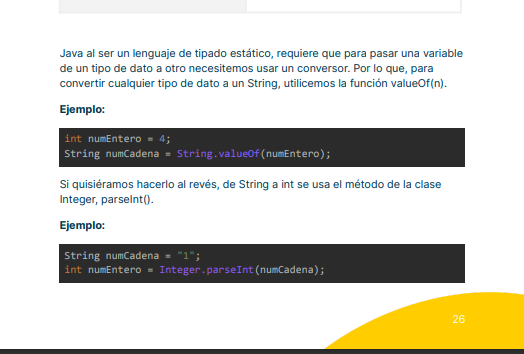 Java al ser un lenguaje de tipado estático, requiere que para pasar una variable
de un tipo de dato a otro necesitemos usar un conversor. Por lo que, para
convertir cualquier tipo de dato a un String, utilicemos la función valueOf(n).
Ejemplo:
int numEntero = 4;
String numCadena = String.valueOf(numEntero);
Si quisiéramos hacerlo al revés, de String a int se usa el método de la clase
Integer, parseInt().
Ejemplo:
String numCadena = "1";
int numEntero = Integer.parseInt(numCadena);
26